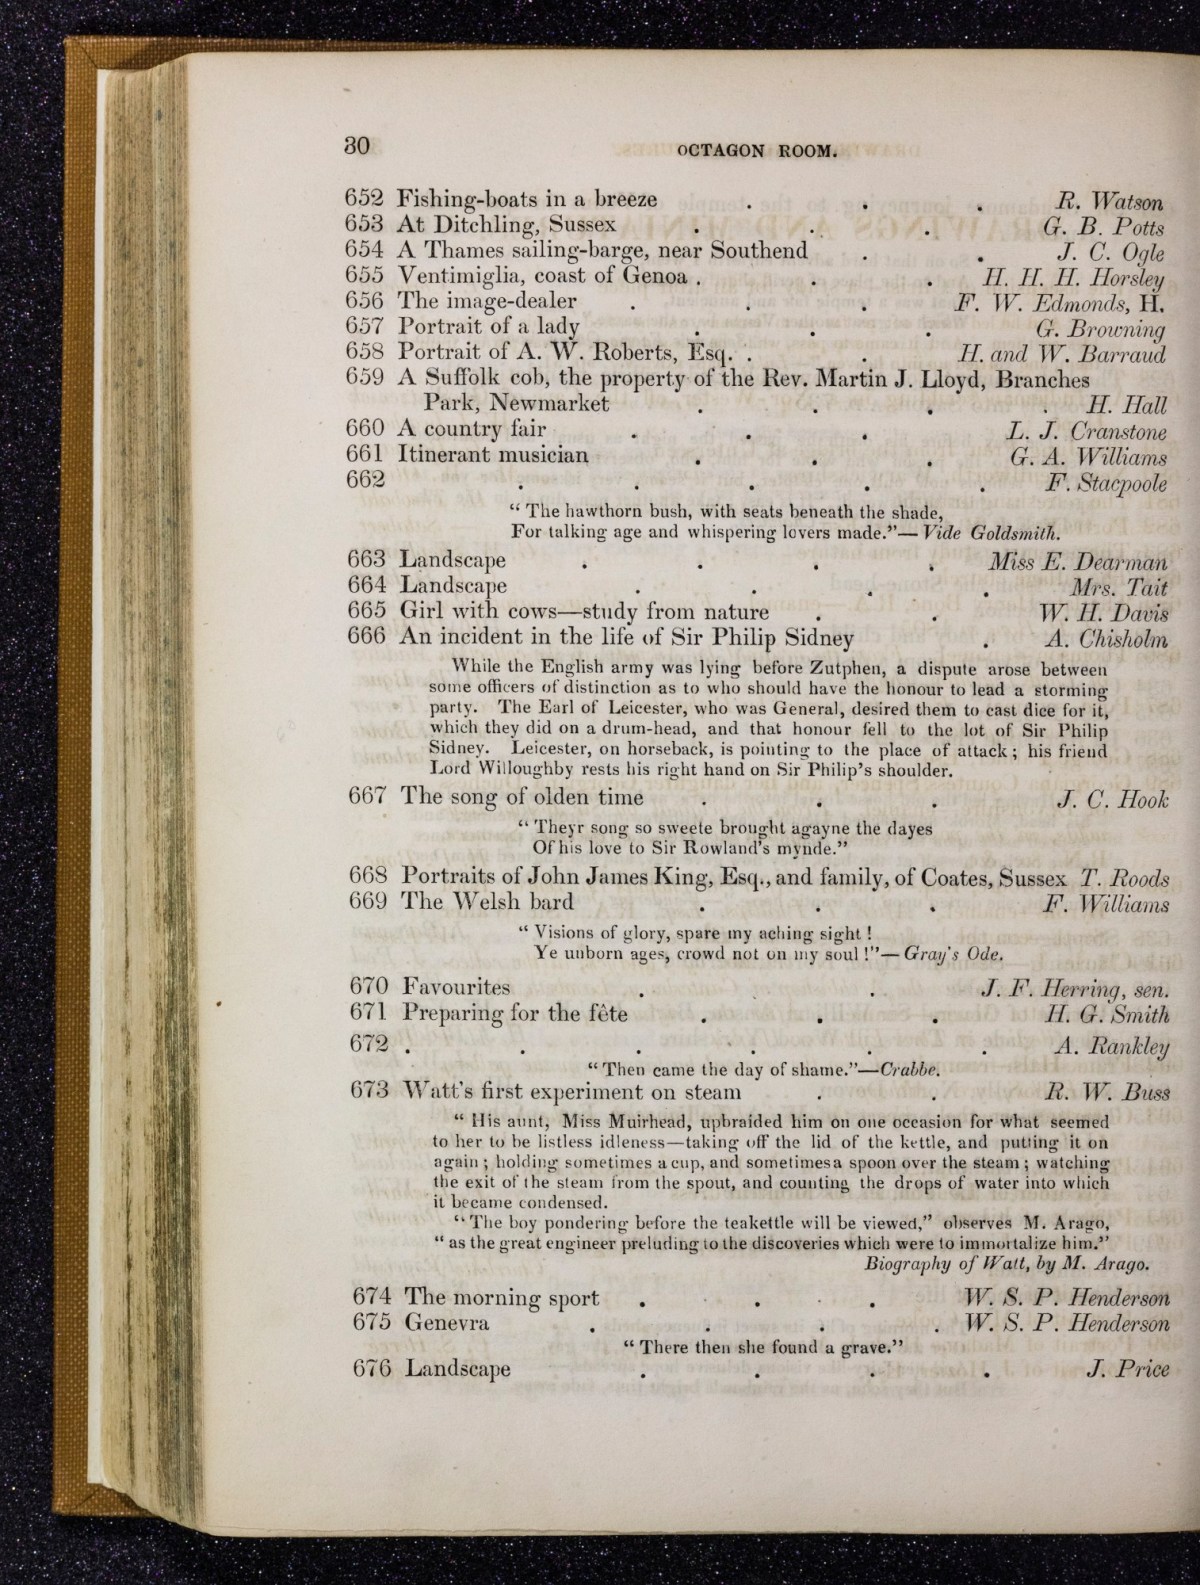 30 OCTAGON ROOM.
652 Fishing-boats in a breeze . . . R. Watson
653 At Ditchling, Sussex . . . G. B. Potts
654 A Thames sailing-barge, near Southend . . J. C. Ogle
655 Ventimiglia, coast of Genoa . . . H. H. H. Horsley
656 The image-dealer . . . F. W. Edmonds, H.
657 Portrait of a lady . . . G. Browning
658 Portrait of A. W. Roberts, Esq. . . H. and W. Barraud
659 A Suffolk cob, the property of the Rev. Martin J. Lloyd, Branches
Park, Newmarket . . . . H. Hall
660 A country fair . . . L. J. Cranstone
661 Itinerant musician . . . G. A. Williams
662 . . . . . F. Stacpoole
“ The hawthorn bush, with seats beneath the shade,
For talking age and whispering lovers made.”— Vide Goldsmith.
663 Landscape . . . . Miss E. Dearman
664 Landscape . . . . Mrs. Tait
665 Girl with cows—study from nature . . W. H. Davis
666 An incident in the life of Sir Philip Sidney . A. Chisholm
While the English army was lying before Zutphen, a dispute arose between
some officers of distinction as to who should have the honour to lead a storming
party. The Earl of Leicester, who was General, desired them to cast dice for it,
which they did on a drum-head, and that honour fell to the lot of Sir Philip
Sidney. Leicester, on horseback, is pointing to the place of attack ; his friend
Lord Willoughby rests his right hand on Sir Philip’s shoulder.
667 The song of olden time . . . J. C. Hook
“ Theyr song so sweete brought agayne the dayes
Of his love to Sir Rowland’s mynde.”
668 Portraits of John James King, Esq., and family, of Coates, Sussex T. Roods
669 The Welsh bard . . . F. Williams
“ Visions of glory, spare my aching sight !
Ye unborn ages, crowd not on my soul !”— Gray’s Ode.
670 Favourites . . . J. F. Herring, sen.
671 Preparing for the fête . . . H. G. Smith
672 . . . . . . A. Rankley
“ Then came the day of shame.”—Crabbe.
673 Watt’s first experiment on steam . . R. W. Buss
“ His aunt, Miss Muirhead, upbraided him on one occasion for what seemed
to her to be listless idleness—taking off the lid of the kettle, and putting it on
again ; holding sometimes a cup, and sometimes a spoon over the steam ; watching
the exit of the steam from the spout, and counting the drops of water into which
it became condensed.
“ The boy pondering before the teakettle will be viewed,” observes M. Arago,
“ as the great engineer preluding to the discoveries which were to immortalize him.”
Biography of Watt, by M. Arago.
674 The morning sport . . . W. S. P. Henderson
675 Genevra . . . . W. S. P. Henderson
“ There then she found a grave.”
676 Landscape . . . . J. Price